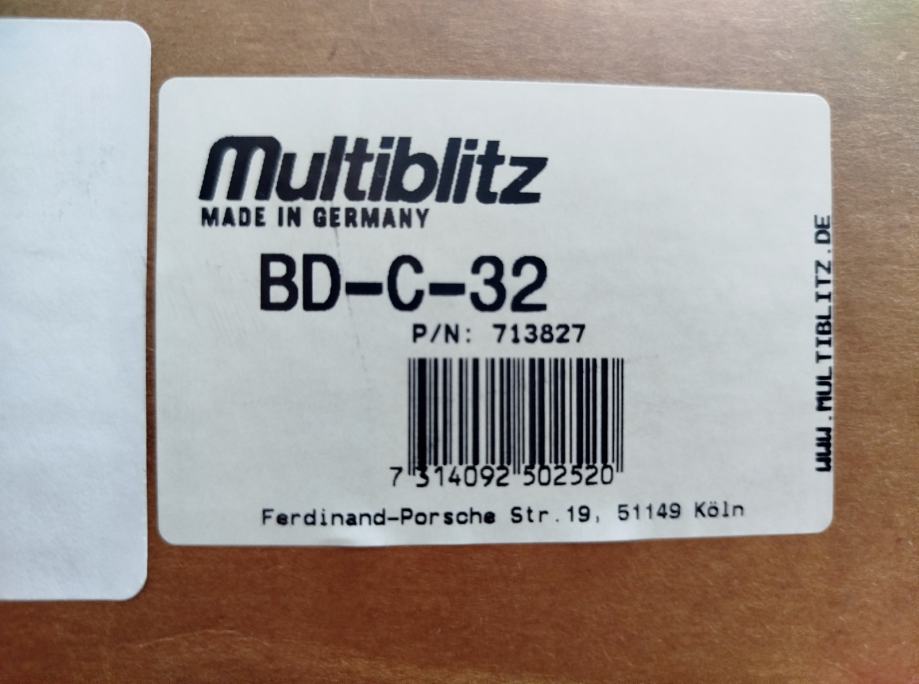 Multiblitz
MADE IN GERMANY
BD-C-32
P/N: 713827
7 314092 502520
Ferdinand-Porsche Str.19, 51149 Köln
WWW.MULTIBLITZ.DE